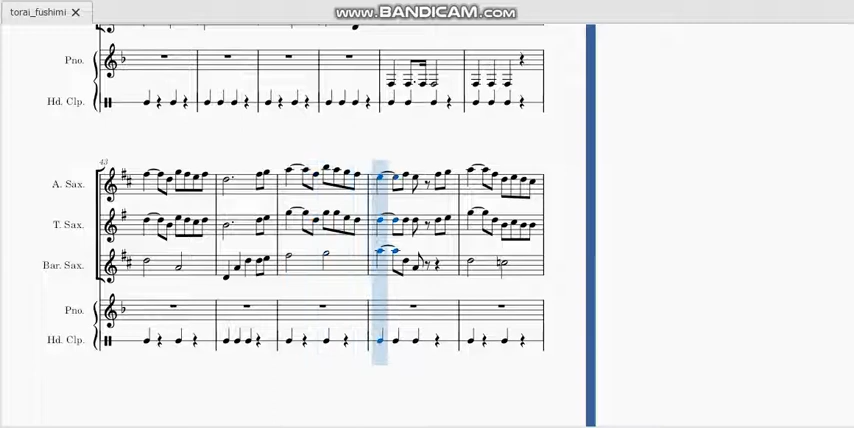 www.BANDICAM.com
torai_fushimi
Pno.
Hd. Clp.
43
A. Sax.
T. Sax.
Bar. Sax.
Pno.
Hd. Clp.